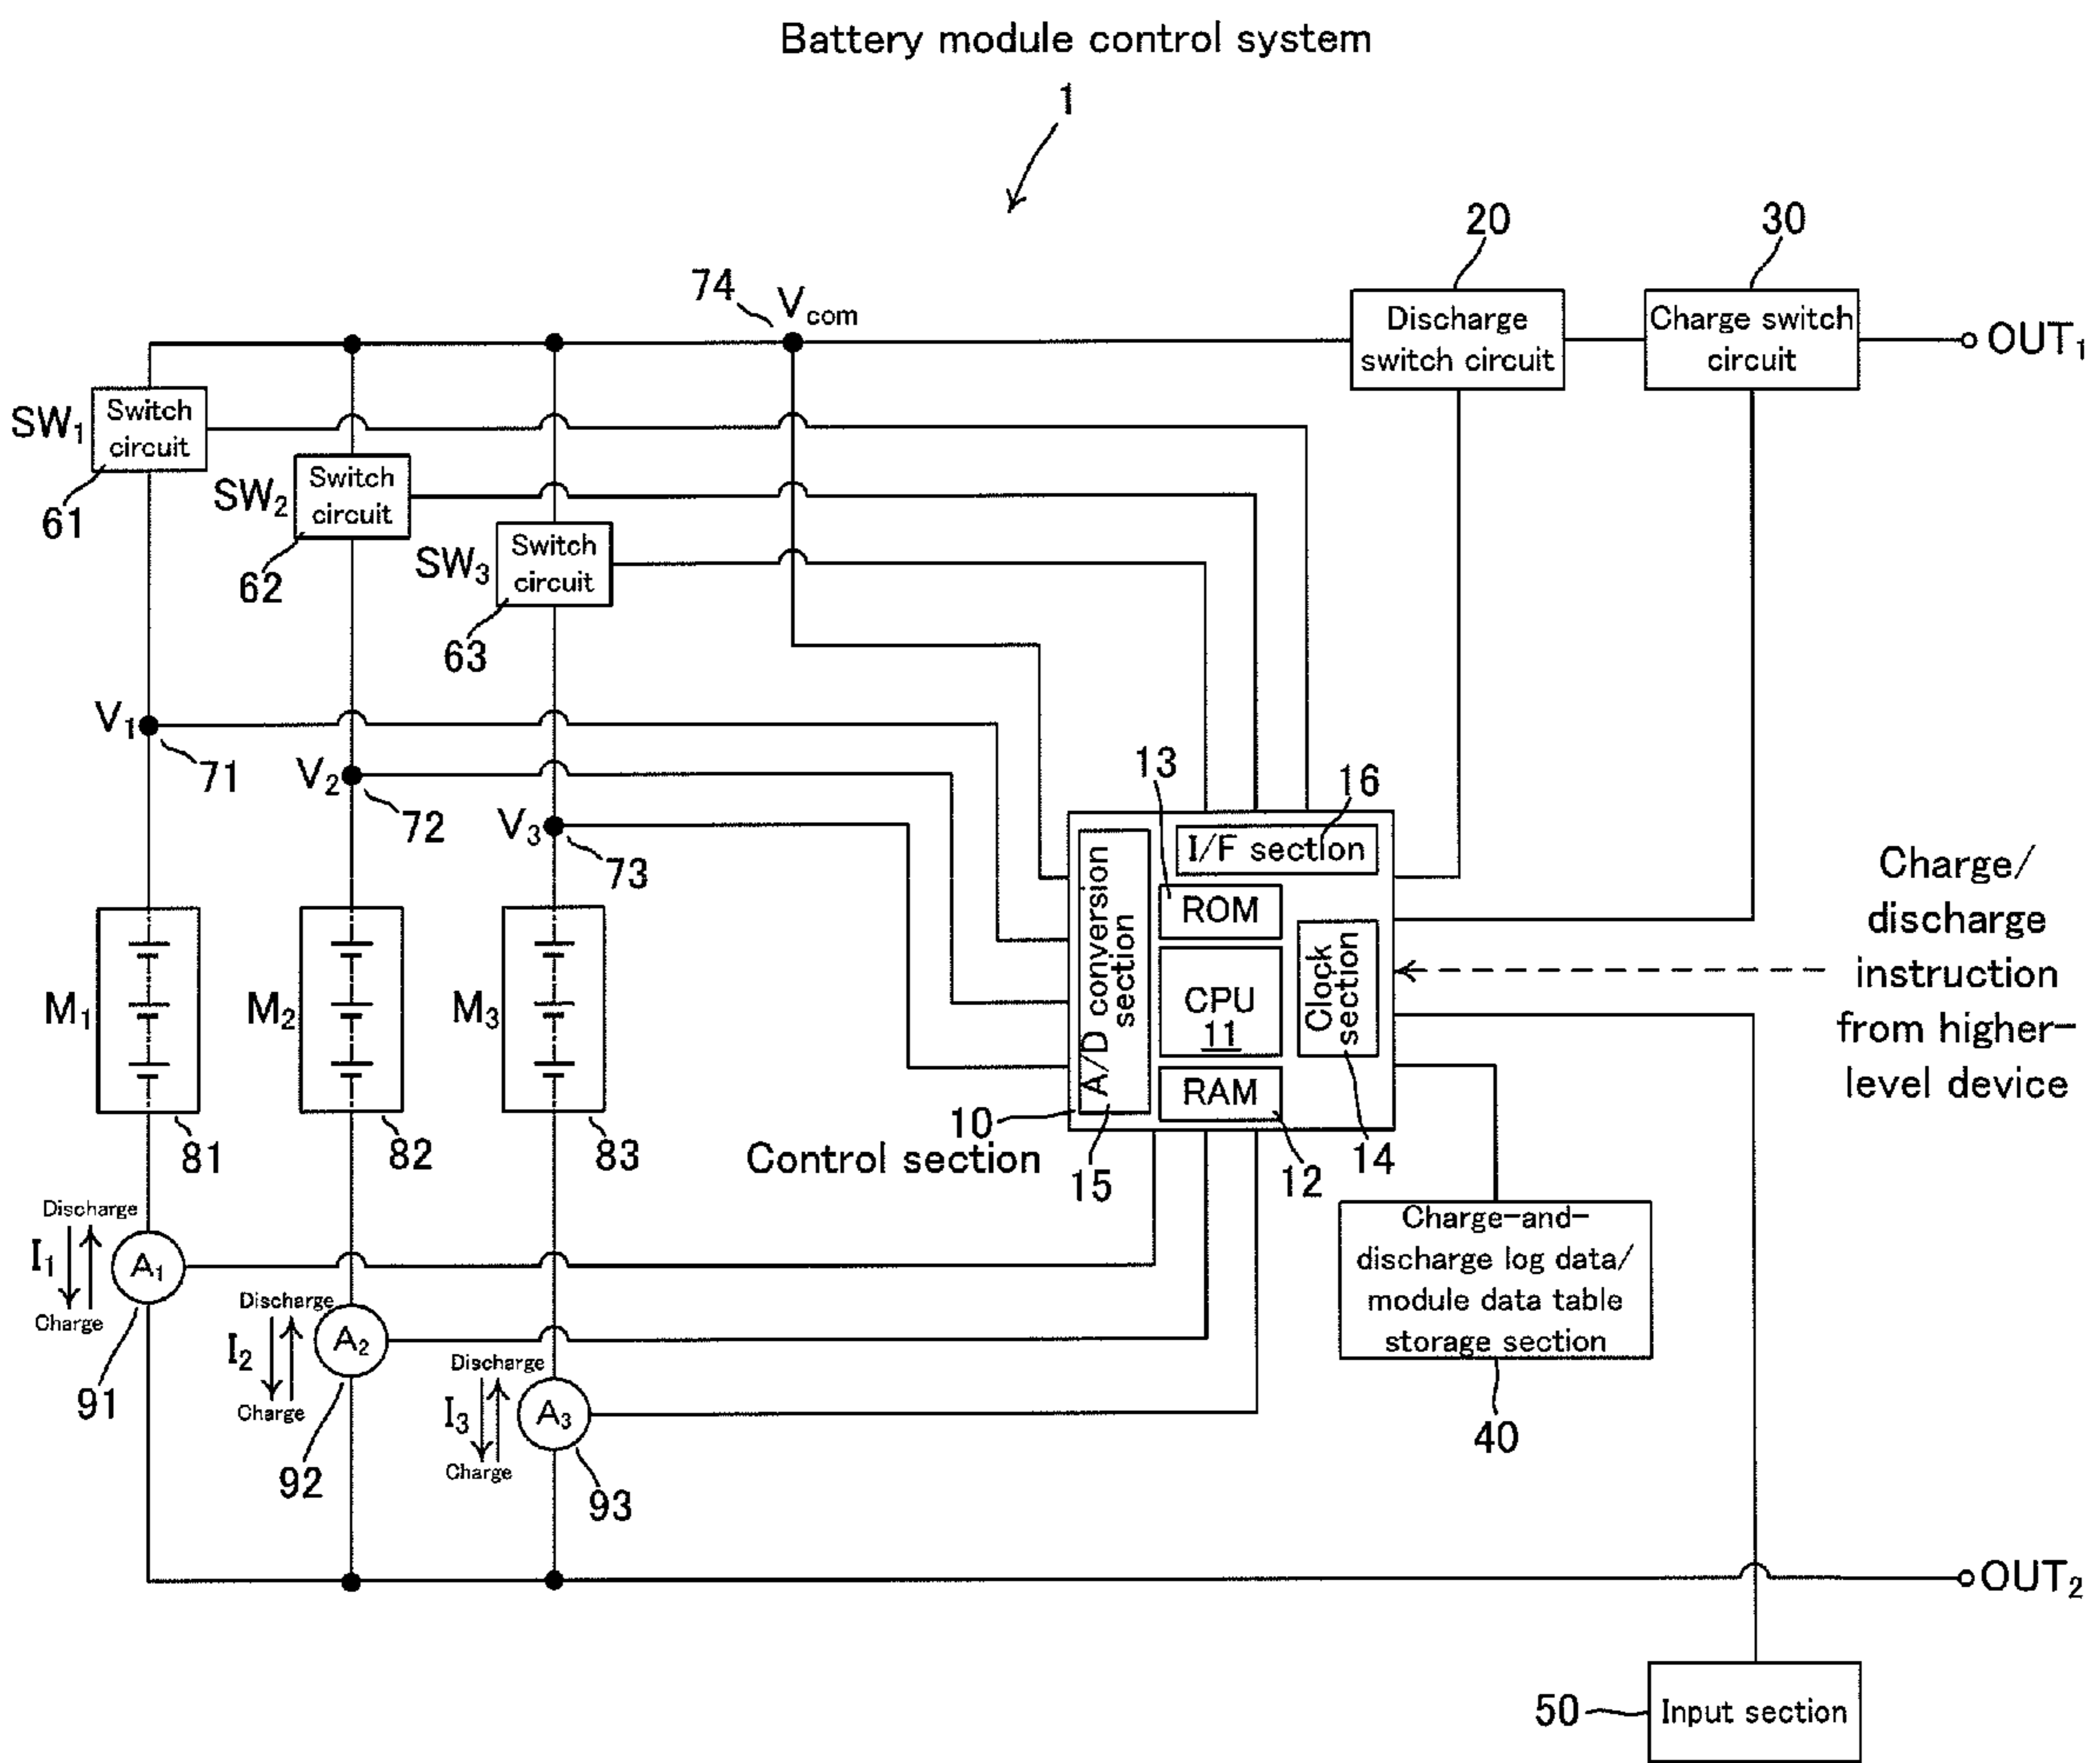 Battery module control system
1
20
30
74
Vcom
Discharge
switch circuit
Charge switch
circuit
OUT1
SW1
Switch
circuit
61
SW2
Switch
circuit
62
SW3
Switch
circuit
63
V1
71
V2
72
V3
73
13
16
I/F section
A/D conversion
section
ROM
CPU
11
RAM
Clock
section
10
Control section
15
12
14
Charge/
discharge
instruction
from higher-
level device
M1
M2
M3
81
82
83
Discharge
I1
Charge
A1
91
Discharge
I2
Charge
A2
92
Discharge
I3
Charge
A3
93
Charge-and-
discharge log data/
module data table
storage section
40
OUT2
50
Input section